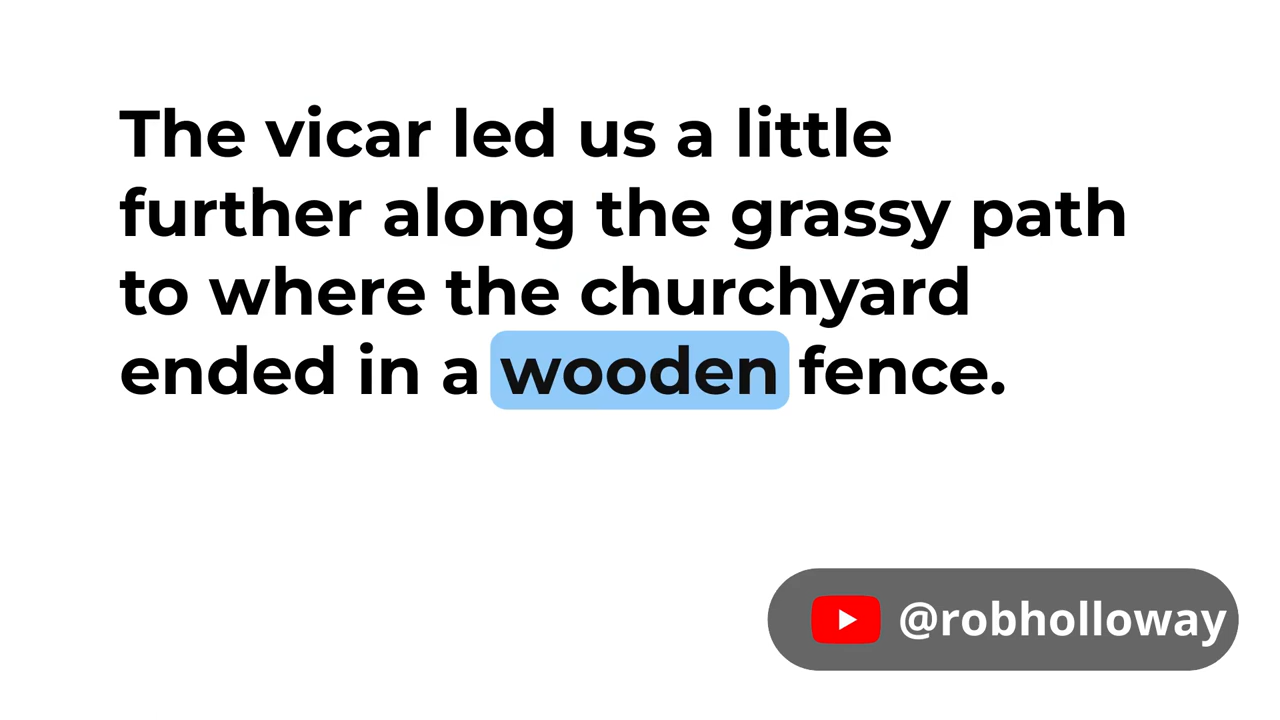 The vicar led us a little
further along the grassy path
to where the churchyard
ended in a wooden fence.
@robholloway